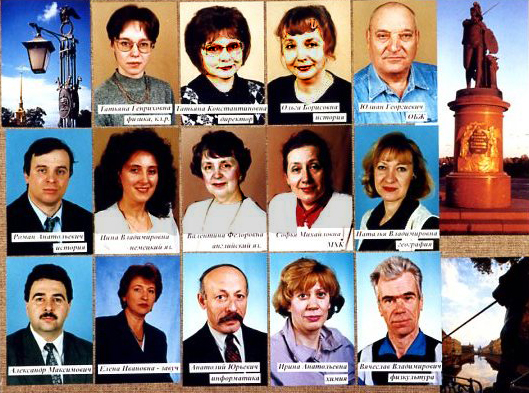 Татьяна Генриховна
физика, к.т.р.
Татьяна Константиновна
директор
Ольга Борисовна
история
Юлиан Георгиевич
ОБЖ
Роман Анатольевич
история
Нина Владимировна
немецкий яз.
Валентина Федоровна
английский яз.
Софья Михайловна
МХК
Наталья Владимировна
география
Александр Максимович
Елена Ивановна - завуч
Анатолий Юрьевич
информатика
Ирина Анатольевна
химия
Вячеслав Владимирович
физкультура